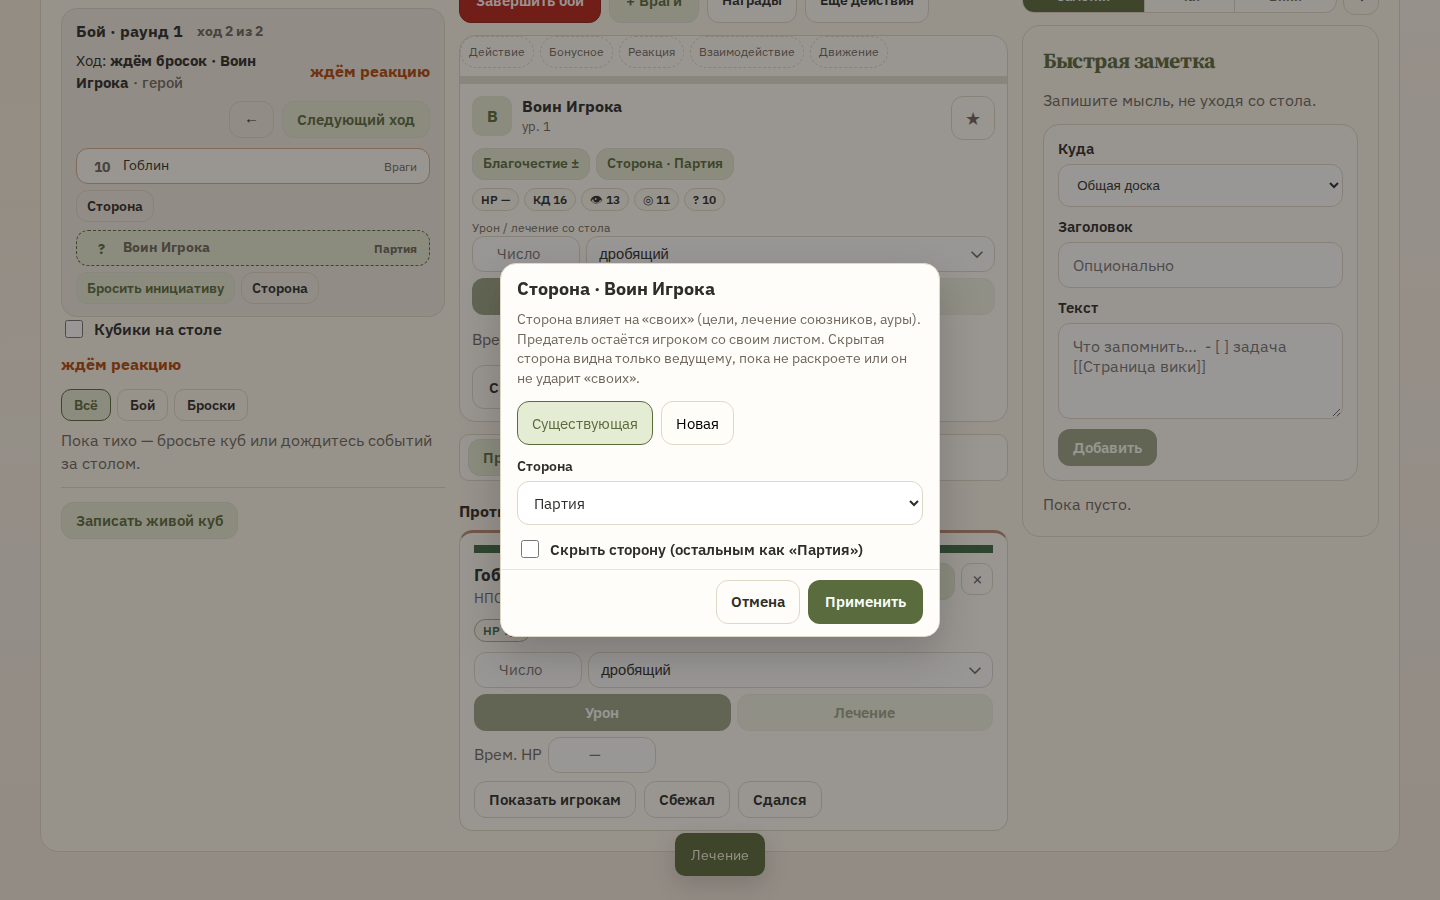 Завершить бой
+ Враги
Награды
Ещё действия
Бой · раунд 1 ход 2 из 2
Ход: ждём бросок · Воин
Игрока · герой
ждём реакцию
←
Следующий ход
10 Гоблин Враги
Сторона
? Воин Игрока Партия
Бросить инициативу
Сторона
Кубики на столе
ждём реакцию
Всё
Бой
Броски
Пока тихо — бросьте куб или дождитесь событий
за столом.
Записать живой куб
Действие
Бонусное
Реакция
Взаимодействие
Движение
В
Воин Игрока
ур. 1
★
Благочестие ±
Сторона · Партия
HP —
КД 16
👁 13
◎ 11
? 10
Урон / лечение со стола
Число
дробящий
Сторона · Воин Игрока
Сторона влияет на «своих» (цели, лечение союзников, ауры).
Предатель остаётся игроком со своим листом. Скрытая
сторона видна только ведущему, пока не раскроете или он
не ударит «своих».
Существующая
Новая
Сторона
Партия
Скрыть сторону (остальным как «Партия»)
Отмена
Применить
НР
×
Число
дробящий
Урон
Лечение
Врем. HP
—
Показать игрокам
Сбежал
Сдался
Лечение
Быстрая заметка
Запишите мысль, не уходя со стола.
Куда
Общая доска
Заголовок
Опционально
Текст
Что запомнить... - [ ] задача
[[Страница вики]]
Добавить
Пока пусто.